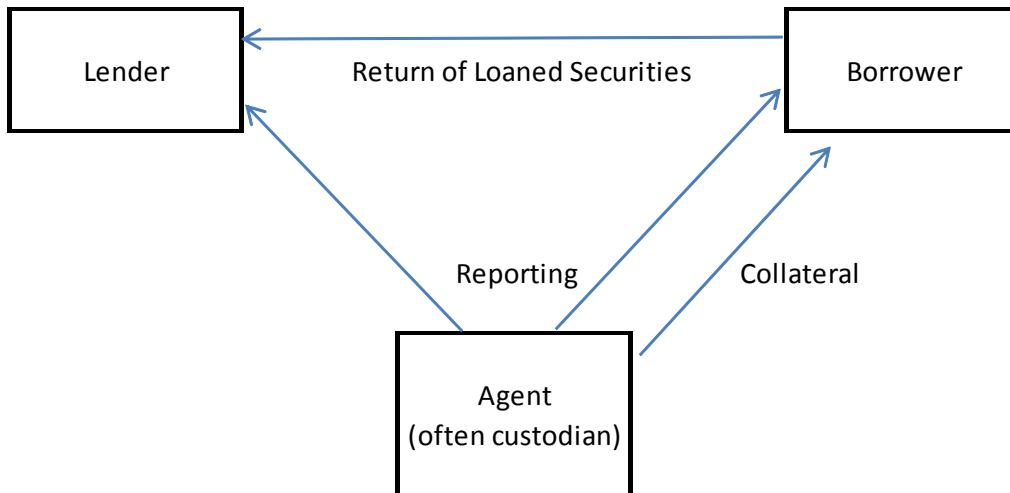 Lender
Return of Loaned Securities
Borrower
Reporting
Collateral
Agent
(often custodian)